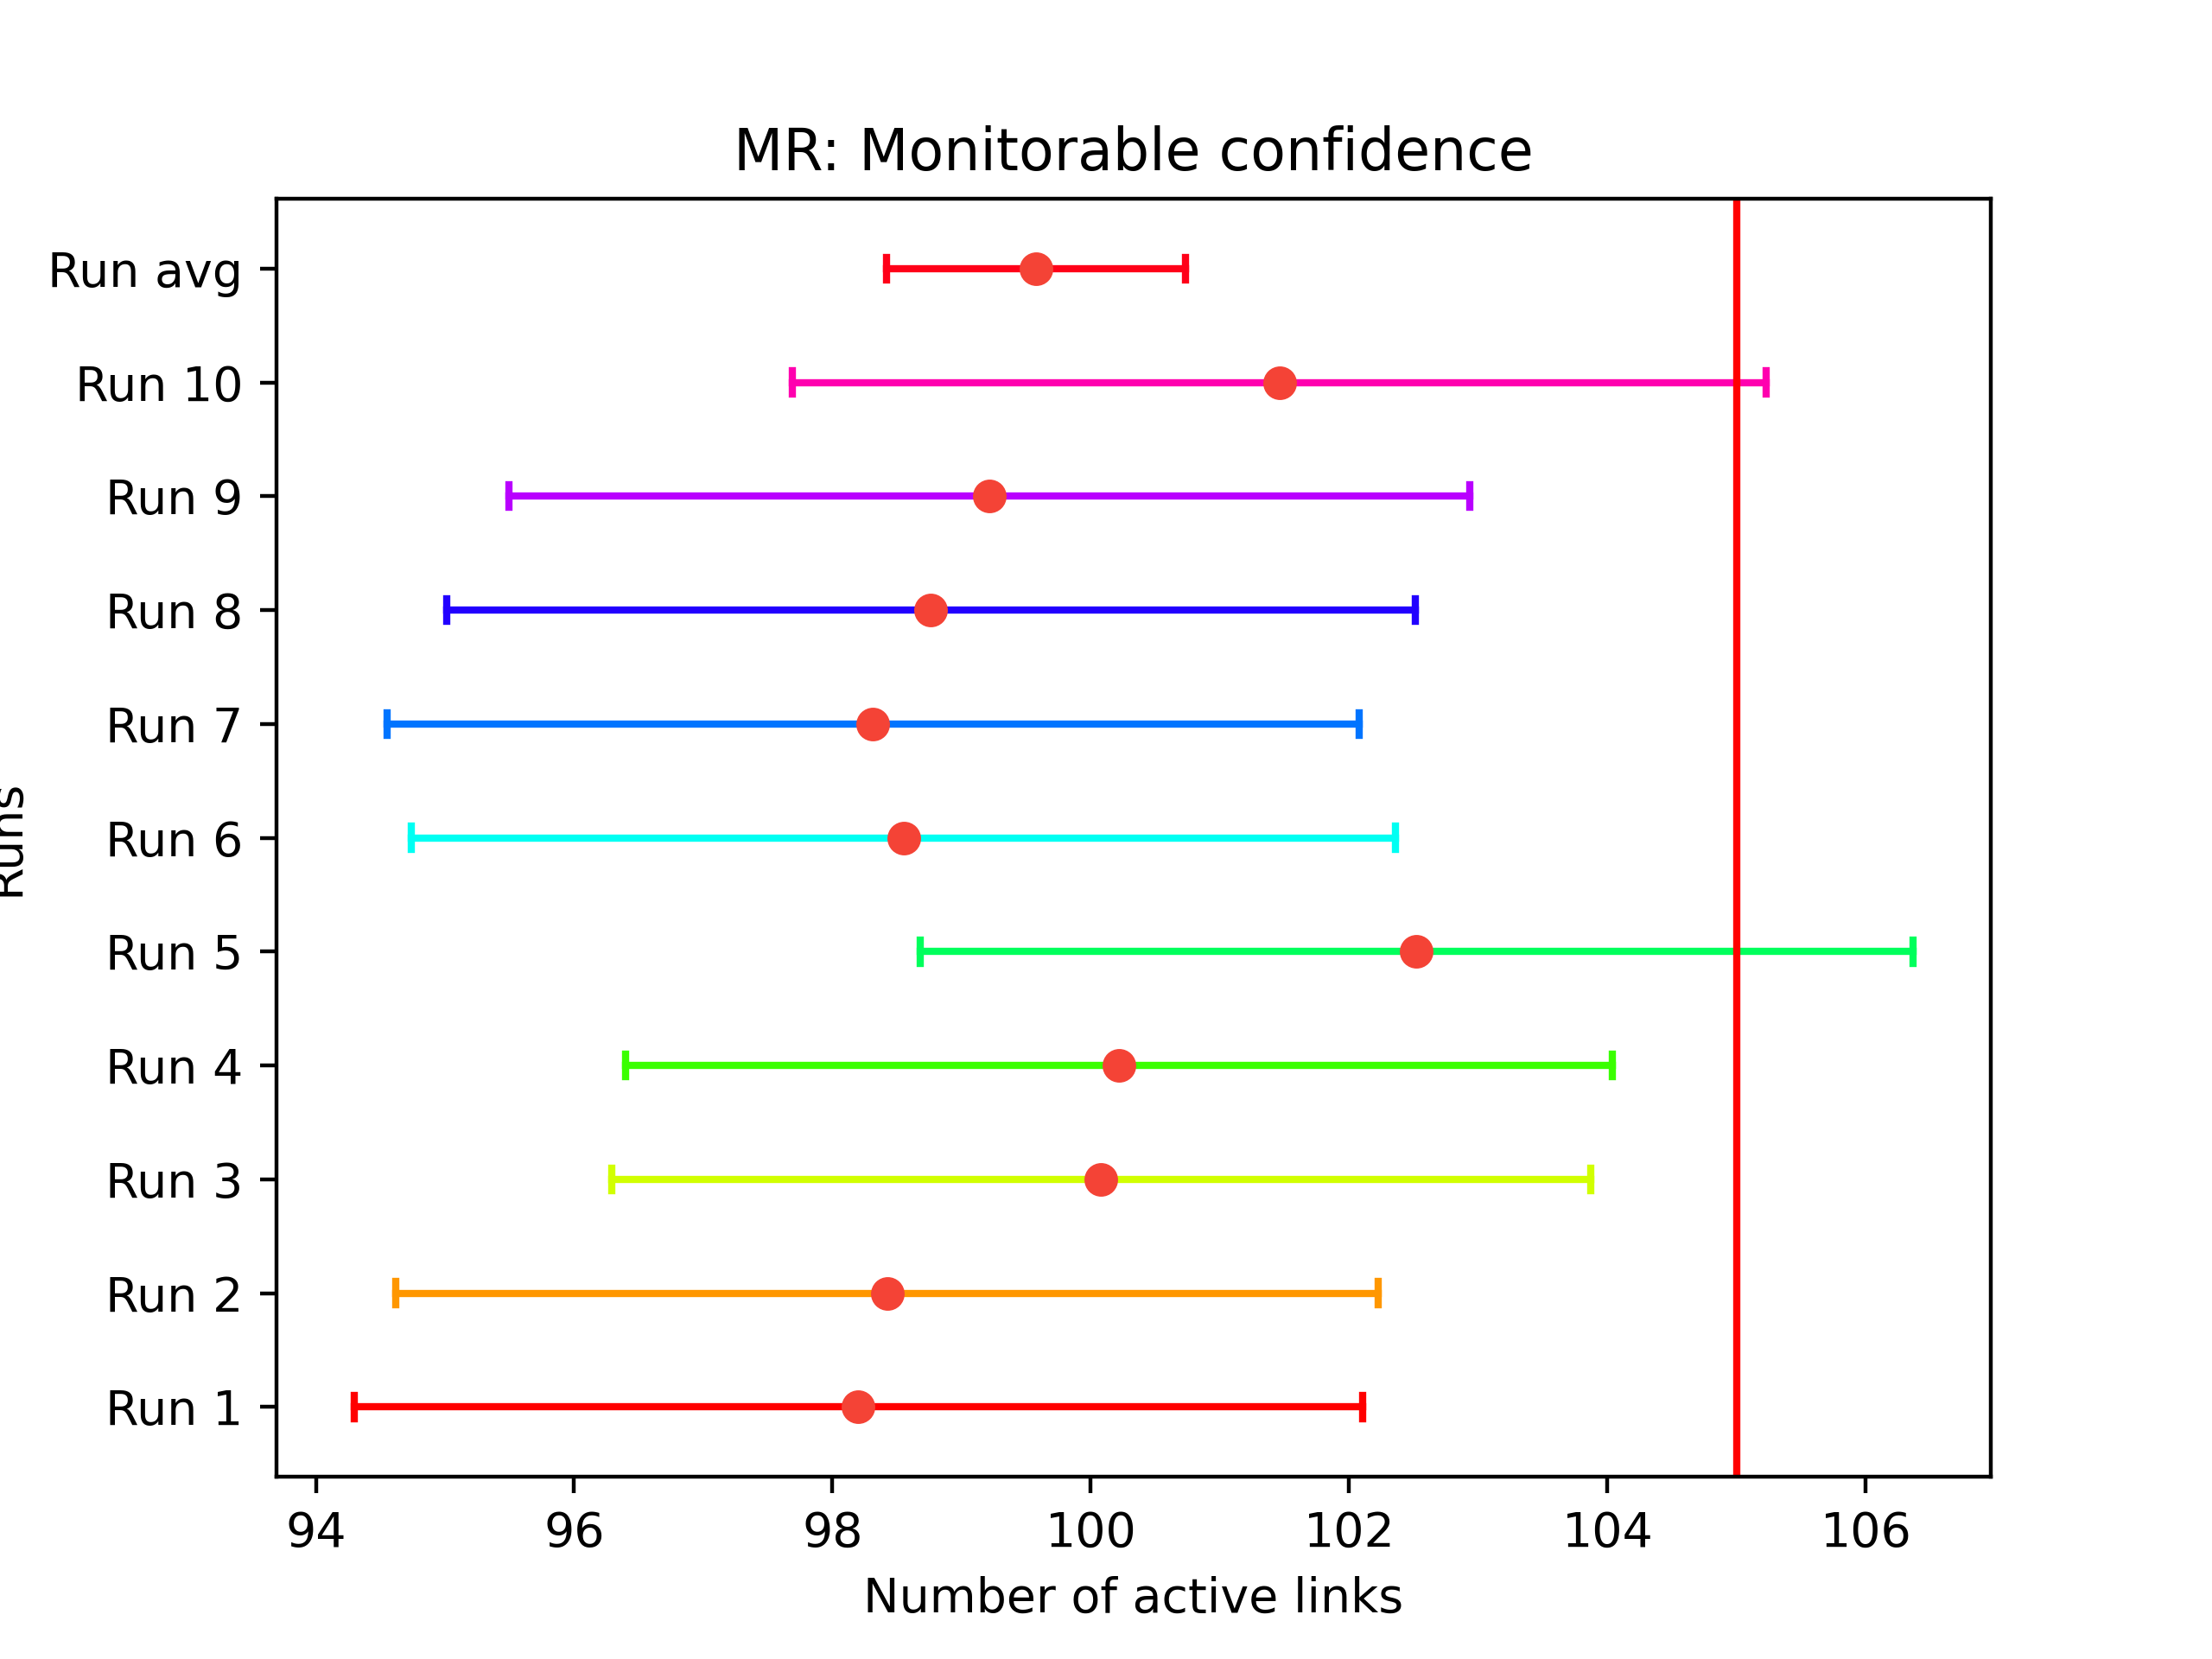 MR: Monitorable confidence
Run avg
Run 10
Run 9
Run 8
Run 7
Run 6
Run 5
Run 4
Run 3
Run 2
Run 1
Runs
94 96 98 100 102 104 106
Number of active links